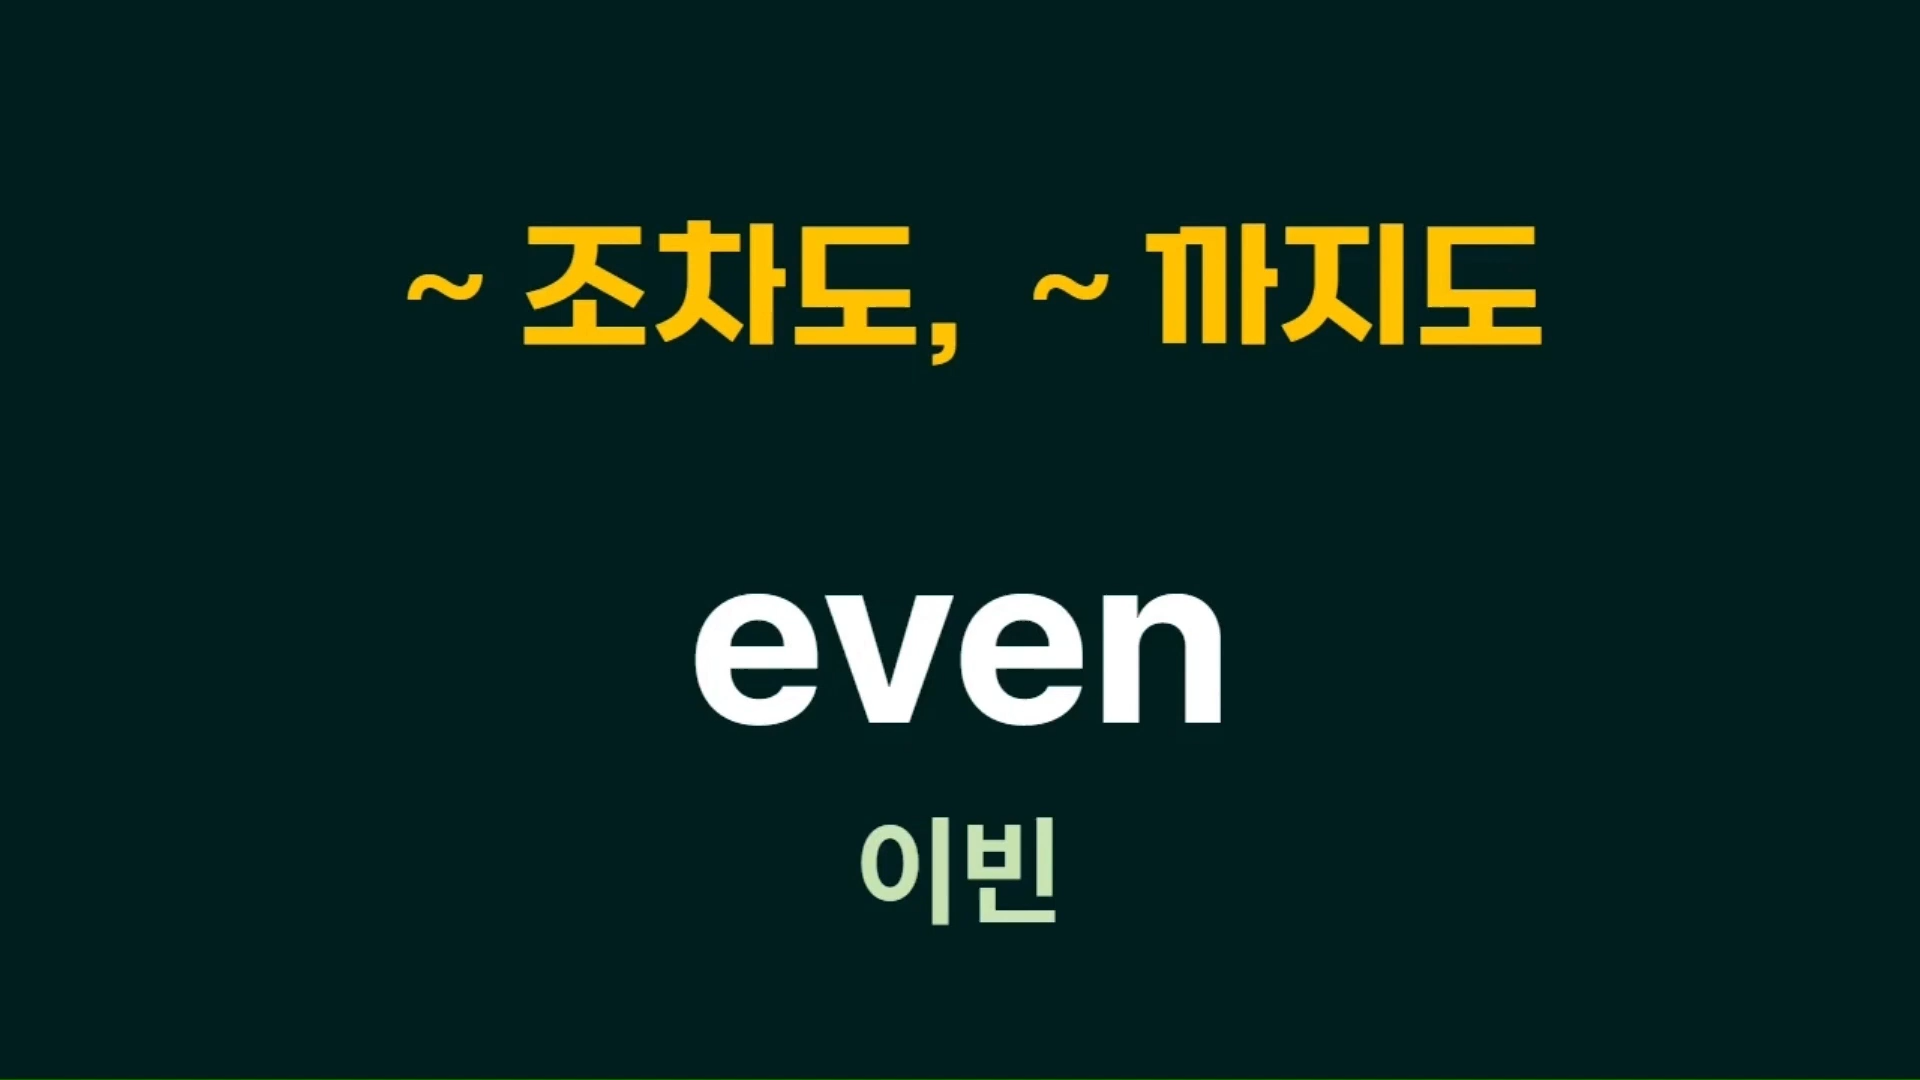 ~ 조차도, ~ 까지도
even
이빈